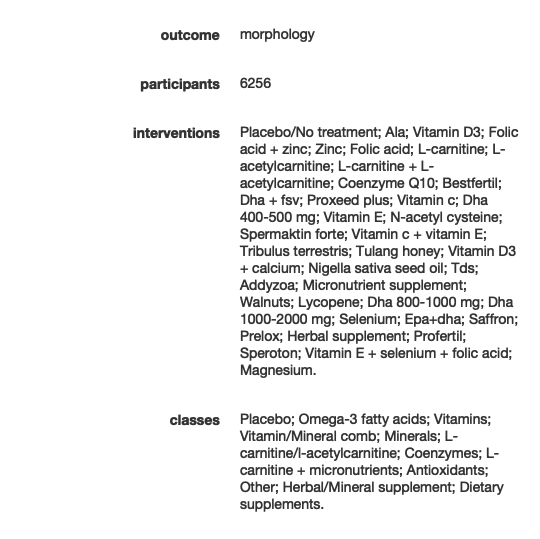 outcome morphology
participants 6256
interventions Placebo/No treatment; Ala; Vitamin D3; Folic
acid + zinc; Zinc; Folic acid; L-carnitine; L-
acetylcarnitine; L-carnitine + L-
acetylcarnitine; Coenzyme Q10; Bestfertil;
Dha + fsv; Proxeed plus; Vitamin c; Dha
400-500 mg; Vitamin E; N-acetyl cysteine;
Spermaktin forte; Vitamin c + vitamin E;
Tribulus terrestris; Tulang honey; Vitamin D3
+ calcium; Nigella sativa seed oil; Tds;
Addyzoa; Micronutrient supplement;
Walnuts; Lycopene; Dha 800-1000 mg; Dha
1000-2000 mg; Selenium; Epa+dha; Saffron;
Prelox; Herbal supplement; Profertil;
Speroton; Vitamin E + selenium + folic acid;
Magnesium.
classes Placebo; Omega-3 fatty acids; Vitamins;
Vitamin/Mineral comb; Minerals; L-
carnitine/l-acetylcarnitine; Coenzymes; L-
carnitine + micronutrients; Antioxidants;
Other; Herbal/Mineral supplement; Dietary
supplements.